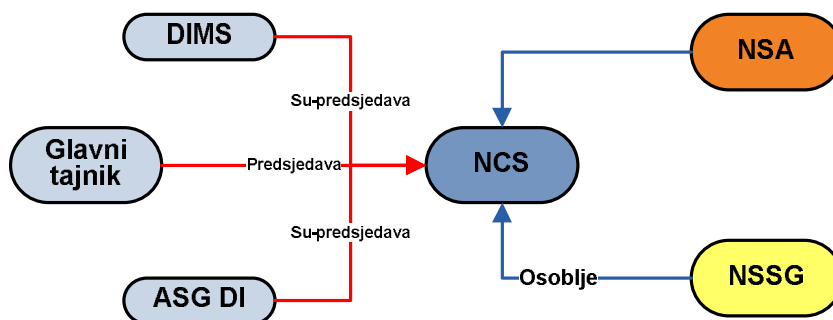 DIMS
NSA
Su-predsjedava
Glavni
tajnik
Predsjedava
NCS
Su-predsjedava
Osoblje
NSSG
ASG DI